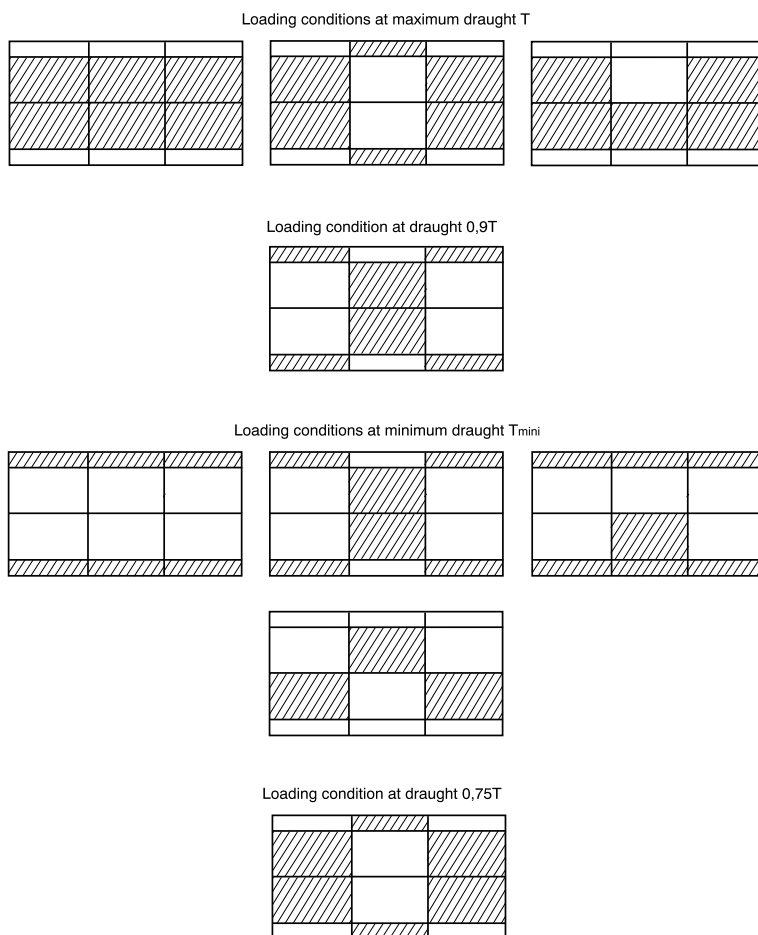 Loading conditions at maximum draught T
Loading condition at draught 0,9T
Loading conditions at minimum draught Tmini
Loading condition at draught 0,75T